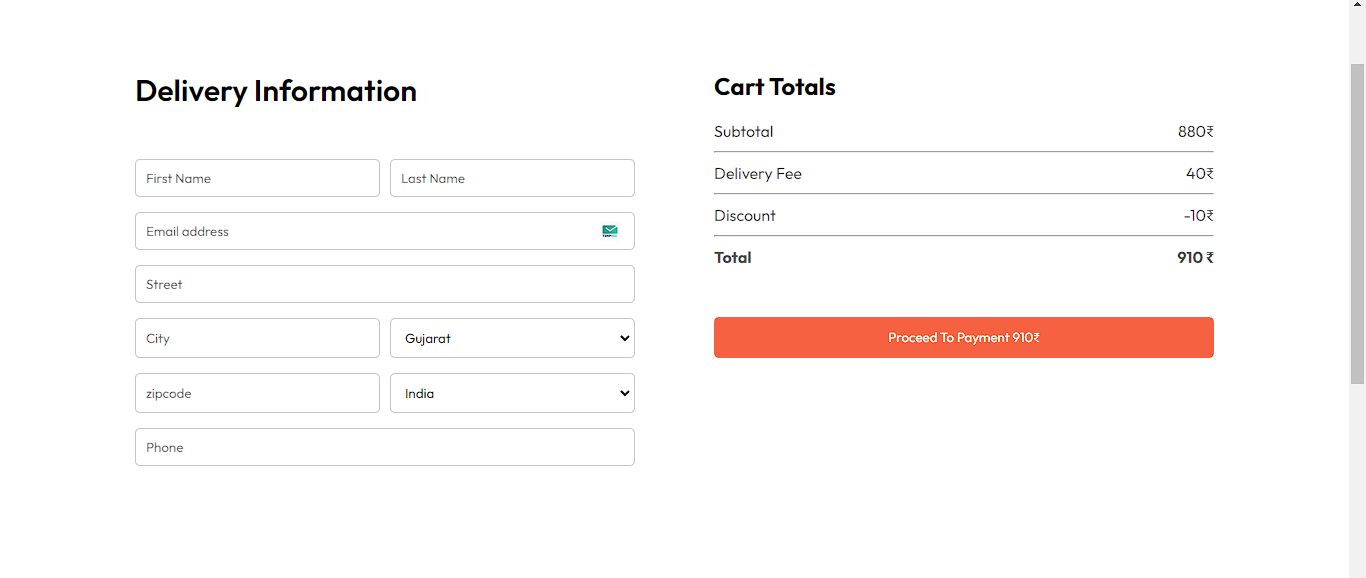 Delivery Information
First Name
Last Name
Email address
Street
City
Gujarat
zipcode
India
Phone
Cart Totals
Subtotal 880₹
Delivery Fee 40₹
Discount -10₹
Total 910 ₹
Proceed To Payment 910₹